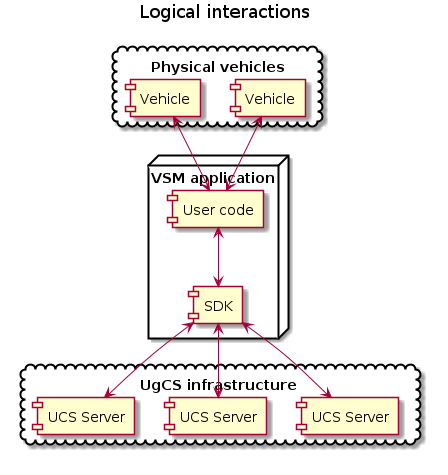 Logical interactions
Physical vehicles
Vehicle Vehicle
VSM application
User code
SDK
UgCS infrastructure
UCS Server UCS Server UCS Server